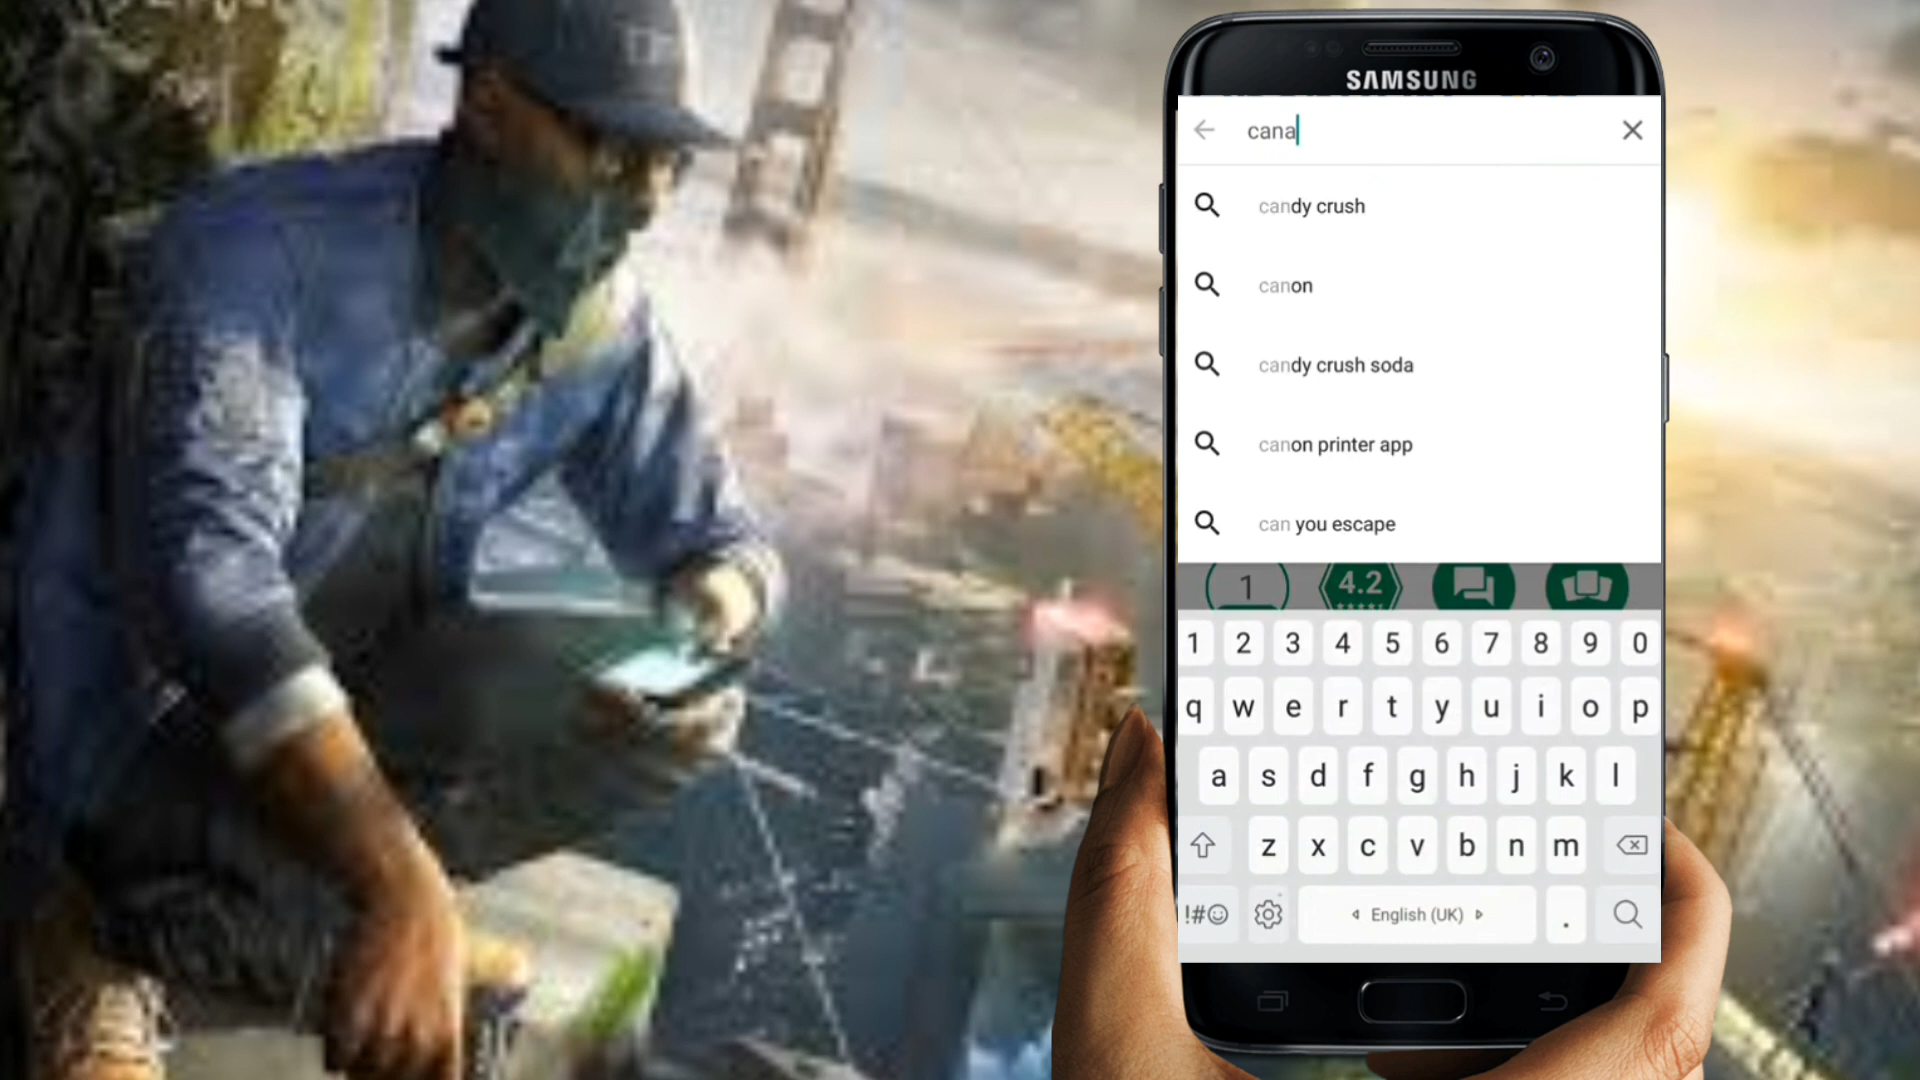 SAMSUNG
cana
candy crush
canon
candy crush soda
canon printer app
can you escape
1
4.2
1 2 3 4 5 6 7 8 9 0
q w e r t y u i o p
a s d f g h j k l
z x c v b n m
!#☺ English (UK) .